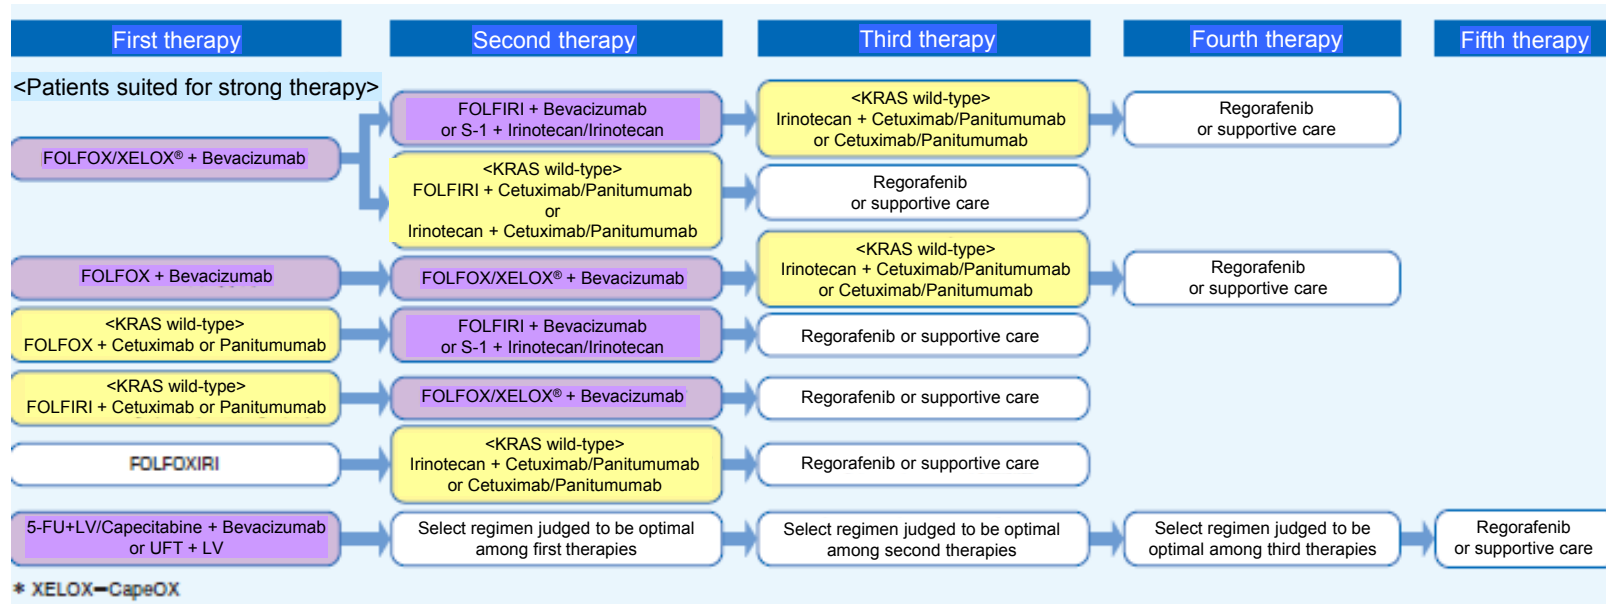 First therapy
Second therapy
Third therapy
Fourth therapy
Fifth therapy
<Patients suited for strong therapy>
FOLFOX/XELOX® + Bevacizumab
FOLFIRI + Bevacizumab
or S-1 + Irinotecan/Irinotecan
<KRAS wild-type>
Irinotecan + Cetuximab/Panitumumab
or Cetuximab/Panitumumab
Regorafenib
or supportive care
<KRAS wild-type>
FOLFIRI + Cetuximab/Panitumumab
or
Irinotecan + Cetuximab/Panitumumab
Regorafenib
or supportive care
FOLFOX + Bevacizumab
FOLFOX/XELOX® + Bevacizumab
<KRAS wild-type>
Irinotecan + Cetuximab/Panitumumab
or Cetuximab/Panitumumab
Regorafenib
or supportive care
<KRAS wild-type>
FOLFOX + Cetuximab or Panitumumab
FOLFIRI + Bevacizumab
or S-1 + Irinotecan/Irinotecan
Regorafenib or supportive care
<KRAS wild-type>
FOLFIRI + Cetuximab or Panitumumab
FOLFOX/XELOX® + Bevacizumab
Regorafenib or supportive care
FOLFOXIRI
<KRAS wild-type>
Irinotecan + Cetuximab/Panitumumab
or Cetuximab/Panitumumab
Regorafenib or supportive care
5-FU+LV/Capecitabine + Bevacizumab
or UFT + LV
Select regimen judged to be optimal
among first therapies
Select regimen judged to be optimal
among second therapies
Select regimen judged to be
optimal among third therapies
Regorafenib
or supportive care
* XELOX=CapeOX